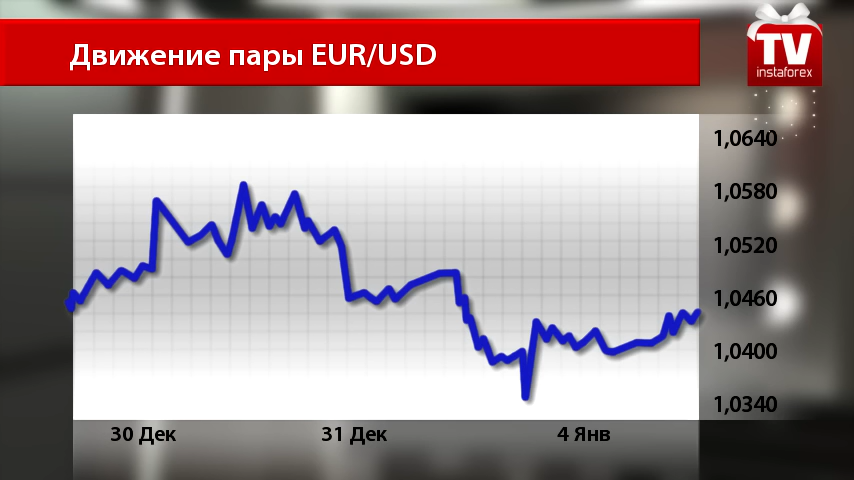 Движение пары EUR/USD
TV
instaforex
1,0640
1,0580
1,0520
1,0460
1,0400
1,0340
30 Дек
31 Дек
4 Янв